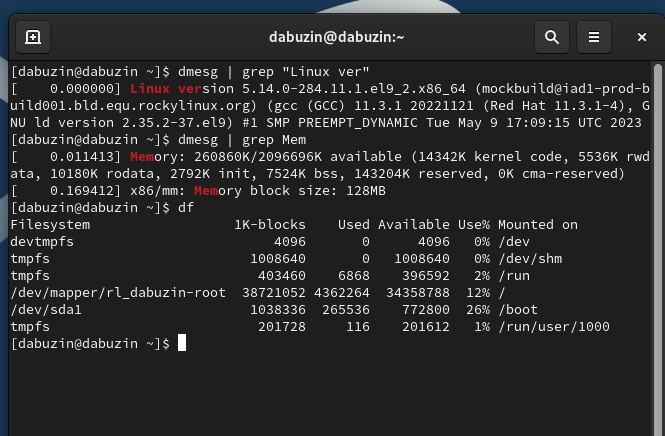 dabuzin@dabuzin:~
[dabuzin@dabuzin ~]$ dmesg | grep "Linux ver"
[    0.000000] Linux version 5.14.0-284.11.1.el9_2.x86_64 (mockbuild@iad1-prod-b
uild001.bld.equ.rockylinux.org) (gcc (GCC) 11.3.1 20221121 (Red Hat 11.3.1-4), G
NU ld version 2.35.2-37.el9) #1 SMP PREEMPT_DYNAMIC Tue May 9 17:09:15 UTC 2023
[dabuzin@dabuzin ~]$ dmesg | grep Mem
[    0.011413] Memory: 260860K/2096696K available (14342K kernel code, 5536K rwd
ata, 10180K rodata, 2792K init, 7524K bss, 143204K reserved, 0K cma-reserved)
[    0.169412] x86/mm: Memory block size: 128MB
[dabuzin@dabuzin ~]$ df
Filesystem                  1K-blocks    Used Available Use% Mounted on
devtmpfs                         4096       0      4096   0% /dev
tmpfs                         1008640       0   1008640   0% /dev/shm
tmpfs                          403460    6868    396592   2% /run
/dev/mapper/rl_dabuzin-root  38721052 4362264  34358788  12% /
/dev/sda1                     1038336  265536    772800  26% /boot
tmpfs                          201728     116    201612   1% /run/user/1000
[dabuzin@dabuzin ~]$